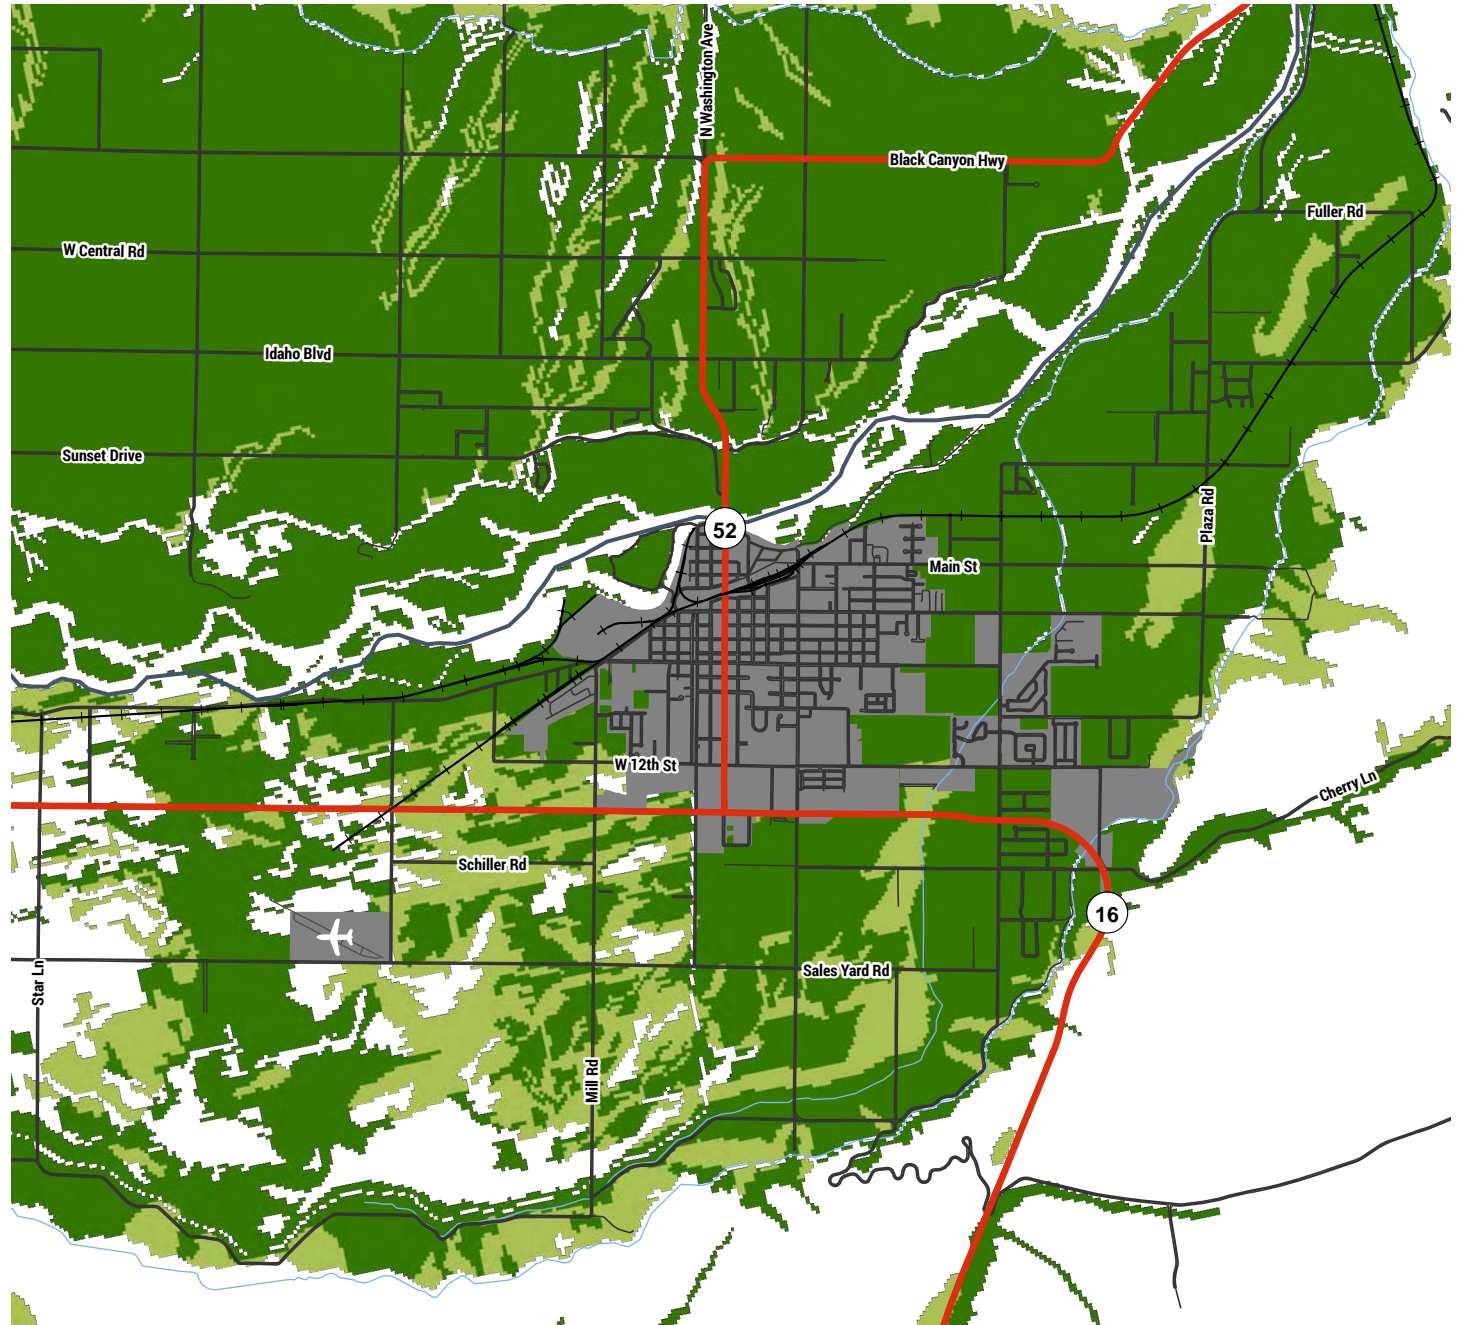 N Washington Ave
Black Canyon Hwy
Fuller Rd
W Central Rd
Idaho Blvd
Sunset Drive
Plaza Rd
52
Main St
W 12th St
Cherry Ln
Schiller Rd
16
Star Ln
Sales Yard Rd
Mill Rd